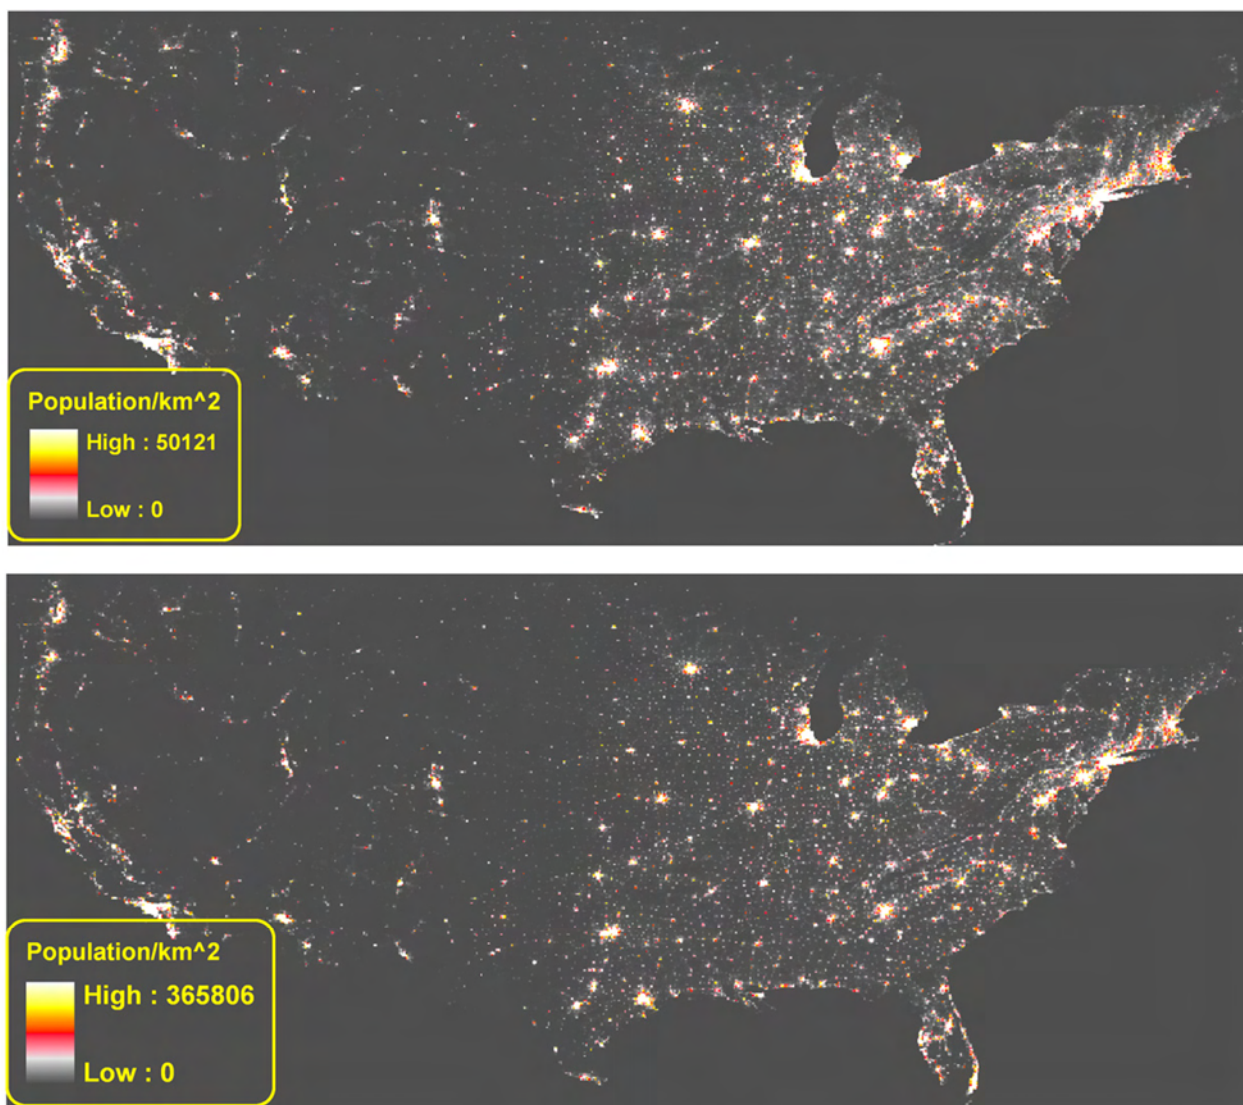 Population/km^2
High : 50121
Low : 0
Population/km^2
High : 365806
Low : 0